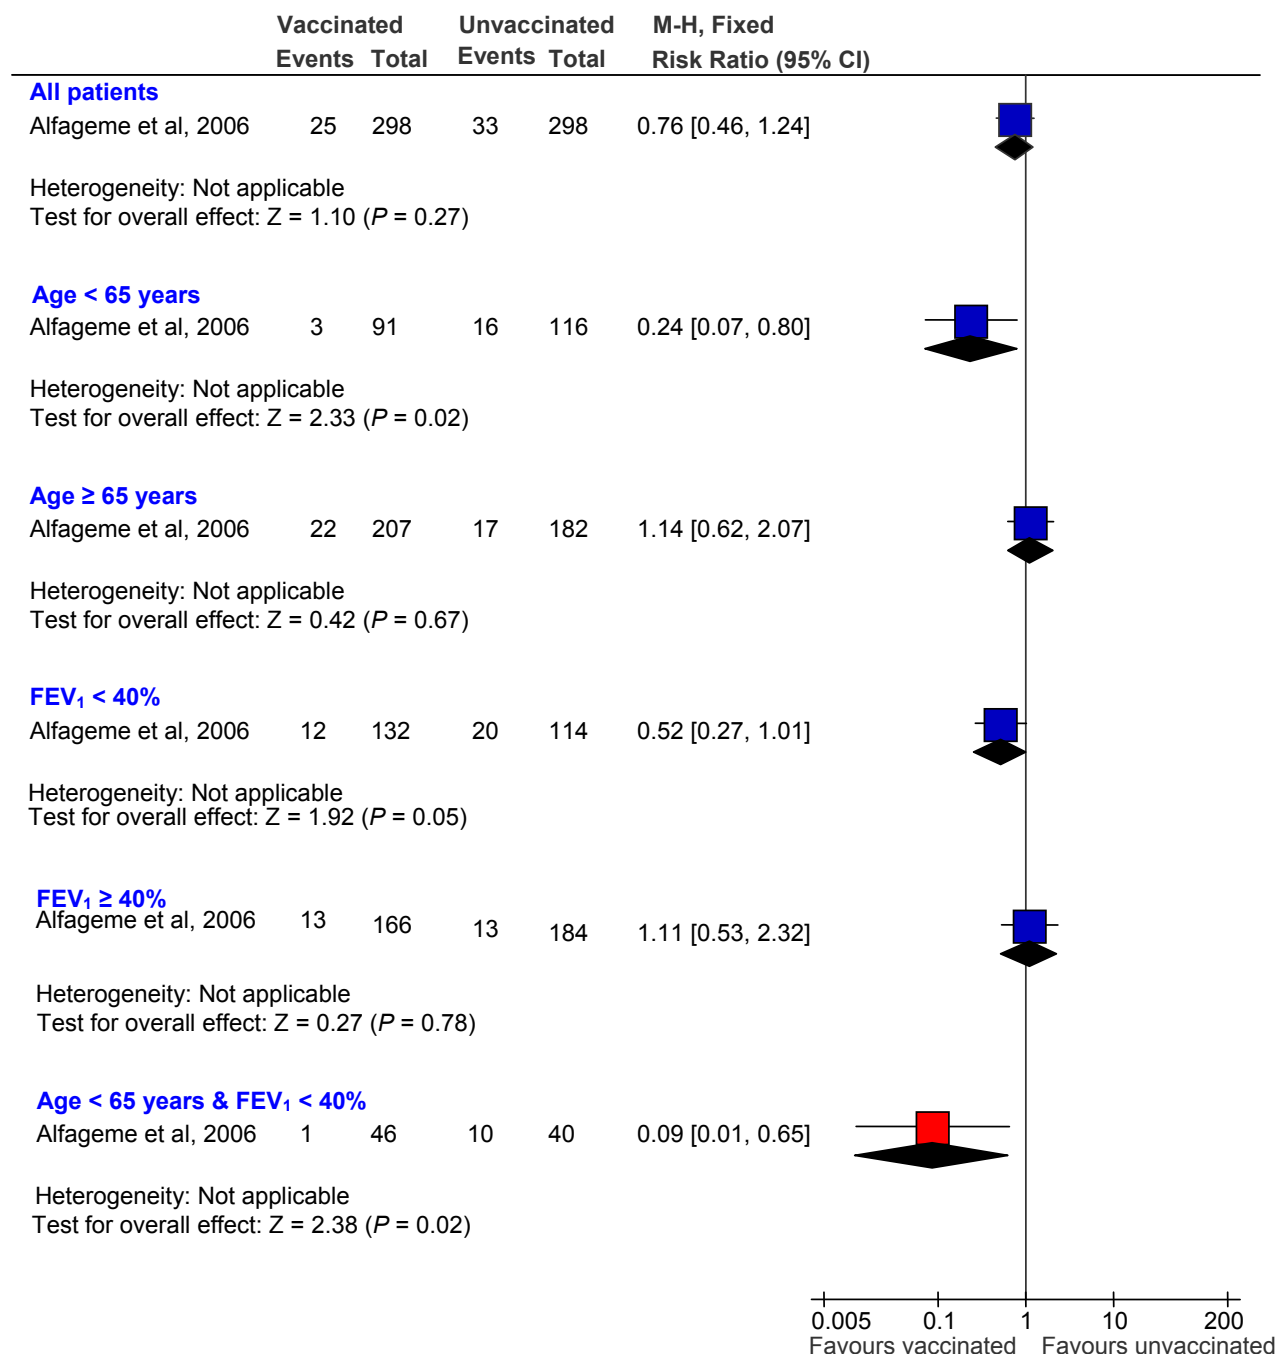 Vaccinated Unvaccinated M-H, Fixed
Events Total Events Total Risk Ratio (95% CI)
All patients
Alfageme et al, 2006 25 298 33 298 0.76 [0.46, 1.24]
Heterogeneity: Not applicable
Test for overall effect: Z = 1.10 (P = 0.27)
Age < 65 years
Alfageme et al, 2006 3 91 16 116 0.24 [0.07, 0.80]
Heterogeneity: Not applicable
Test for overall effect: Z = 2.33 (P = 0.02)
Age ≥ 65 years
Alfageme et al, 2006 22 207 17 182 1.14 [0.62, 2.07]
Heterogeneity: Not applicable
Test for overall effect: Z = 0.42 (P = 0.67)
FEV₁ < 40%
Alfageme et al, 2006 12 132 20 114 0.52 [0.27, 1.01]
Heterogeneity: Not applicable
Test for overall effect: Z = 1.92 (P = 0.05)
FEV₁ ≥ 40%
Alfageme et al, 2006 13 166 13 184 1.11 [0.53, 2.32]
Heterogeneity: Not applicable
Test for overall effect: Z = 0.27 (P = 0.78)
Age < 65 years & FEV₁ < 40%
Alfageme et al, 2006 1 46 10 40 0.09 [0.01, 0.65]
Heterogeneity: Not applicable
Test for overall effect: Z = 2.38 (P = 0.02)
0.005 0.1 1 10 200
Favours vaccinated Favours unvaccinated